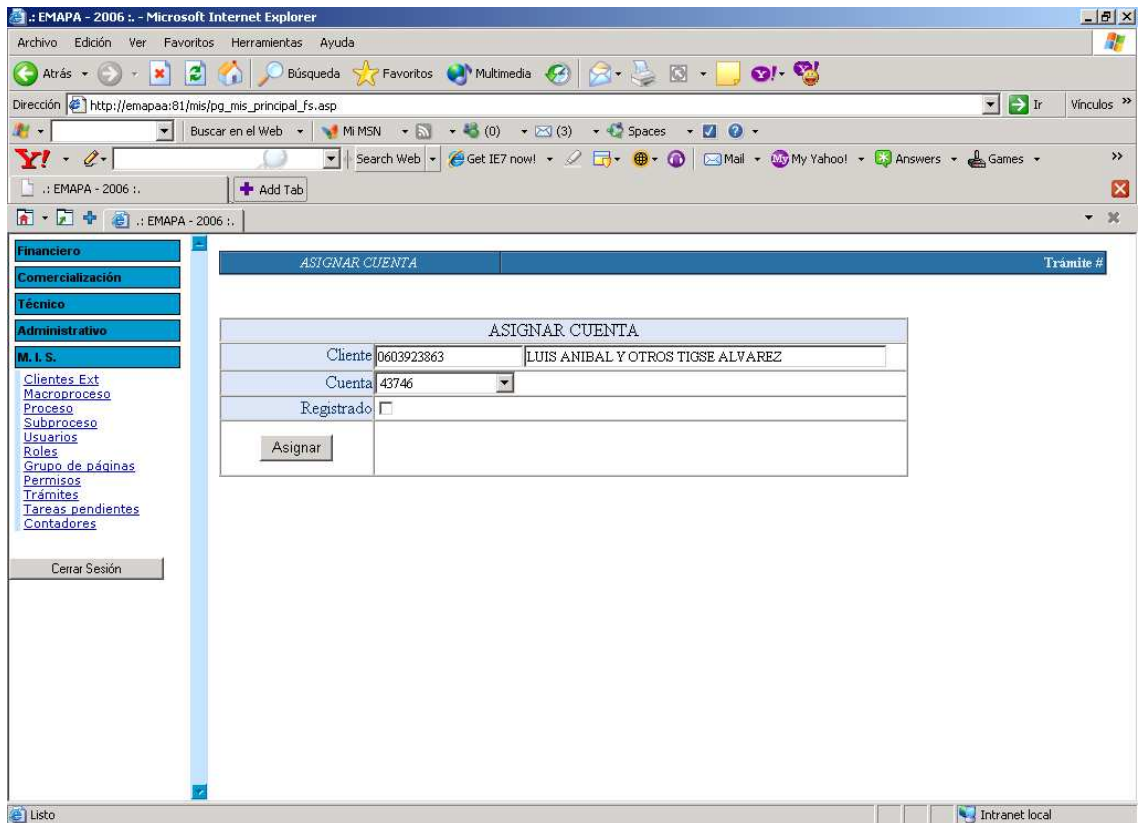 .: EMAPA - 2006 :. - Microsoft Internet Explorer
Archivo Edición Ver Favoritos Herramientas Ayuda
Atrás Búsqueda Favoritos Multimedia
Dirección http://emapaa:81/mis/pg_mis_principal_fs.asp Ir Vínculos »
Buscar en el Web Mi MSN (0) (3) Spaces
Y! Search Web Get IE7 now! Mail My Yahoo! Answers Games »
.: EMAPA - 2006 :. Add Tab
.: EMAPA - 2006 :.
Financiero
Comercialización
Técnico
Administrativo
M. I. S.
Clientes Ext
Macroproceso
Proceso
Subproceso
Usuarios
Roles
Grupo de páginas
Permisos
Trámites
Tareas pendientes
Contadores
Cerrar Sesión
ASIGNAR CUENTA Trámite #
ASIGNAR CUENTA
Cliente 0603923863 LUIS ANIBAL Y OTROS TIGSE ALVAREZ
Cuenta 43746
Registrado
Asignar
Listo Intranet local